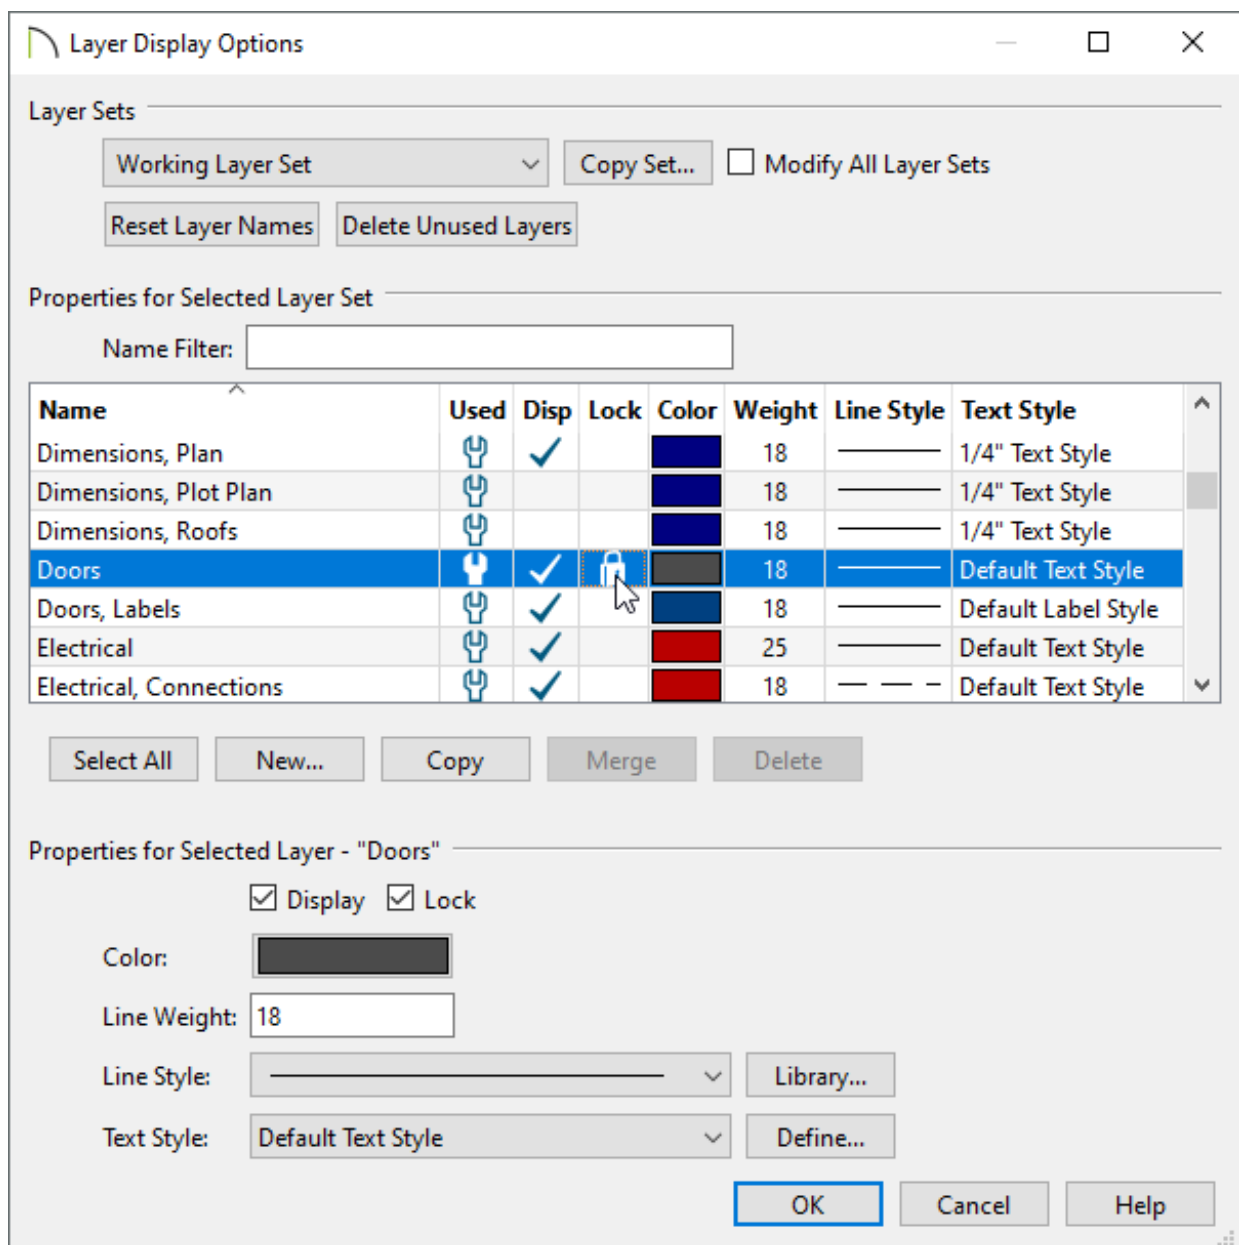 Layer Display Options
Layer Sets
Working Layer Set Copy Set... Modify All Layer Sets
Reset Layer Names Delete Unused Layers
Properties for Selected Layer Set
Name Filter:
Name Used Disp Lock Color Weight Line Style Text Style
Dimensions, Plan 18 1/4" Text Style
Dimensions, Plot Plan 18 1/4" Text Style
Dimensions, Roofs 18 1/4" Text Style
Doors 18 Default Text Style
Doors, Labels 18 Default Label Style
Electrical 25 Default Text Style
Electrical, Connections 18 Default Text Style
Select All New... Copy Merge Delete
Properties for Selected Layer - "Doors"
Display Lock
Color:
Line Weight: 18
Line Style: Library...
Text Style: Default Text Style Define...
OK Cancel Help